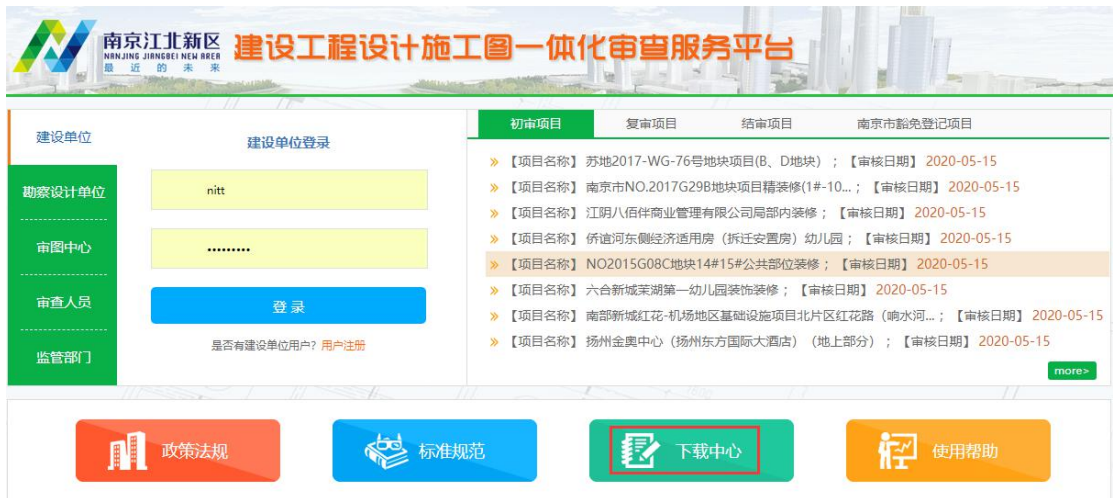 南京江北新区
NANJING JIANGBEI NEW AREA
最近的未来
建设工程设计施工图一体化审查服务平台
建设单位
勘察设计单位
审图中心
审查人员
监管部门
建设单位登录
nitt
•••••••••
登录
是否有建设单位用户？用户注册
初审项目 复审项目 结审项目 南京市豁免登记项目
» 【项目名称】苏地2017-WG-76号地块项目(B、D地块) ；【审核日期】2020-05-15
» 【项目名称】南京市NO.2017G29B地块项目精装修(1#-10...；【审核日期】2020-05-15
» 【项目名称】江阴八佰伴商业管理有限公司局部内装修；【审核日期】2020-05-15
» 【项目名称】侨谊河东侧经济适用房（拆迁安置房）幼儿园；【审核日期】2020-05-15
» 【项目名称】NO2015G08C地块14#15#公共部位装修；【审核日期】2020-05-15
» 【项目名称】六合新城茉湖第一幼儿园装饰装修；【审核日期】2020-05-15
» 【项目名称】南部新城红花-机场地区基础设施项目北片区红花路（响水河...；【审核日期】2020-05-15
» 【项目名称】扬州金奥中心（扬州东方国际大酒店）（地上部分）；【审核日期】2020-05-15
more>
政策法规 标准规范 下载中心 使用帮助